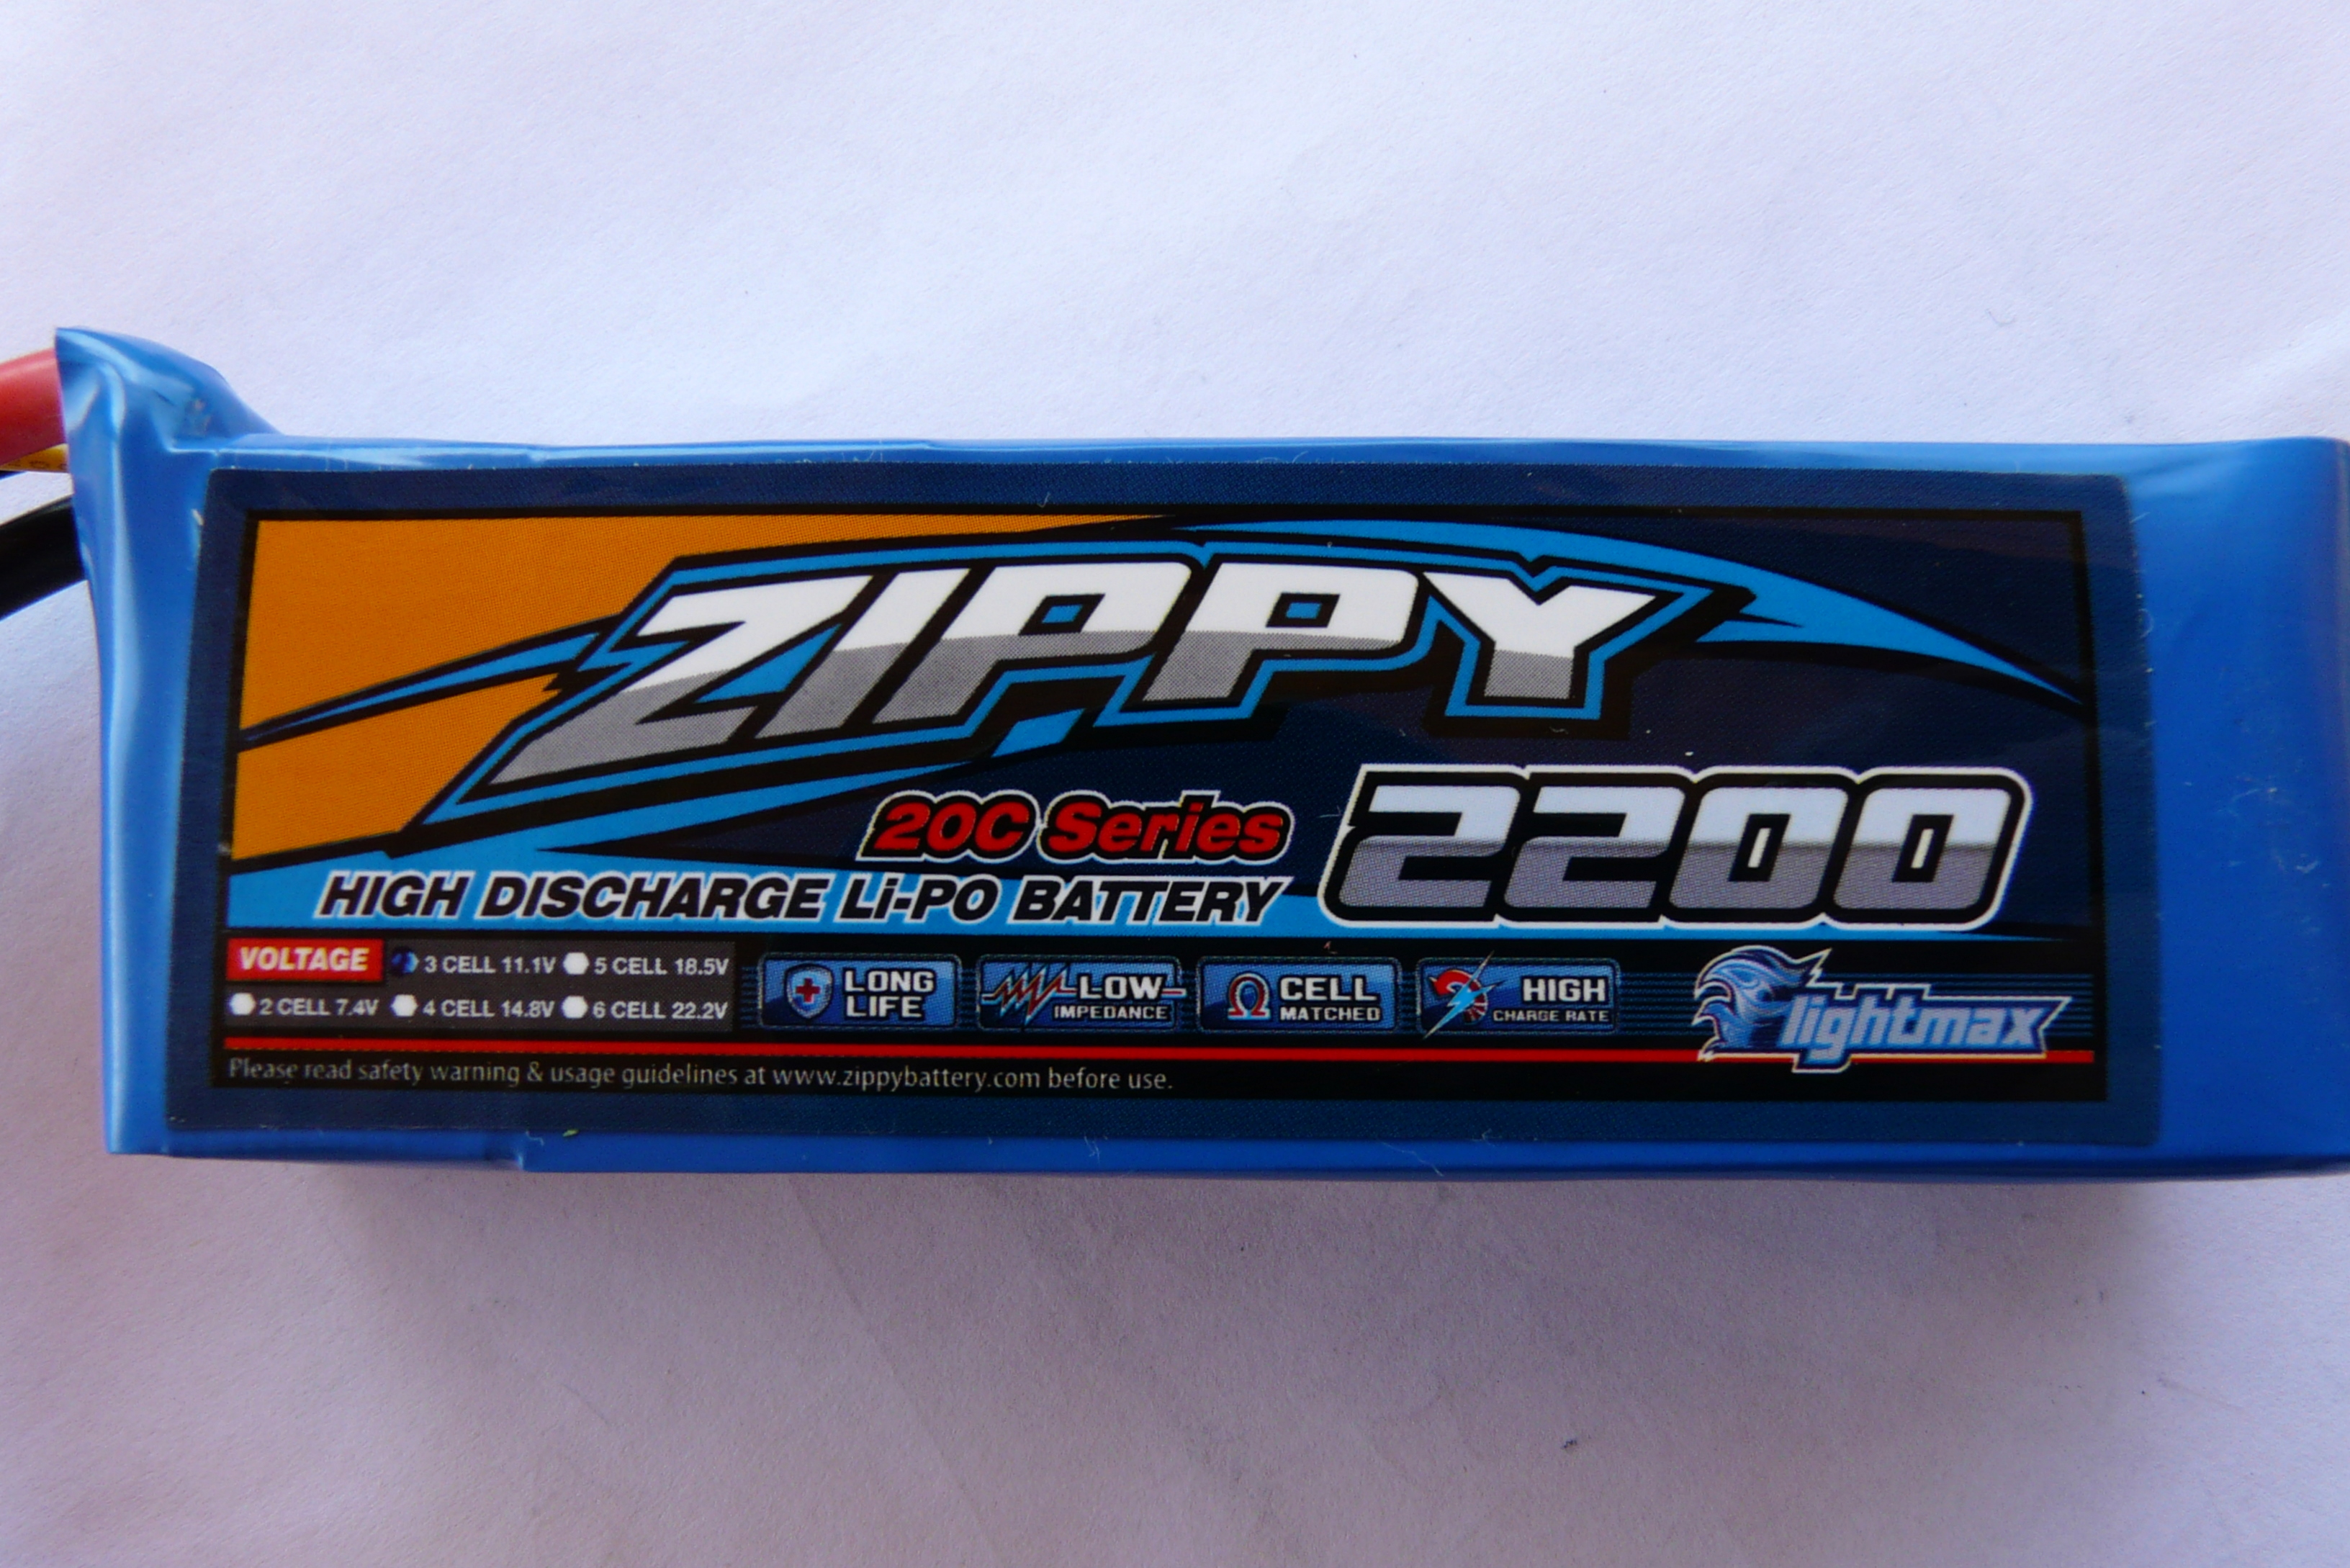 ZIPPY
20C Series
2200
HIGH DISCHARGE Li-PO BATTERY
VOLTAGE 3 CELL 11.1V 5 CELL 18.5V
2 CELL 7.4V 4 CELL 14.8V 6 CELL 22.2V
LONG
LIFE
LOW
IMPEDANCE
CELL
MATCHED
HIGH
CHARGE RATE
lightmax
Please read safety warning & usage guidelines at www.zippybattery.com before use.